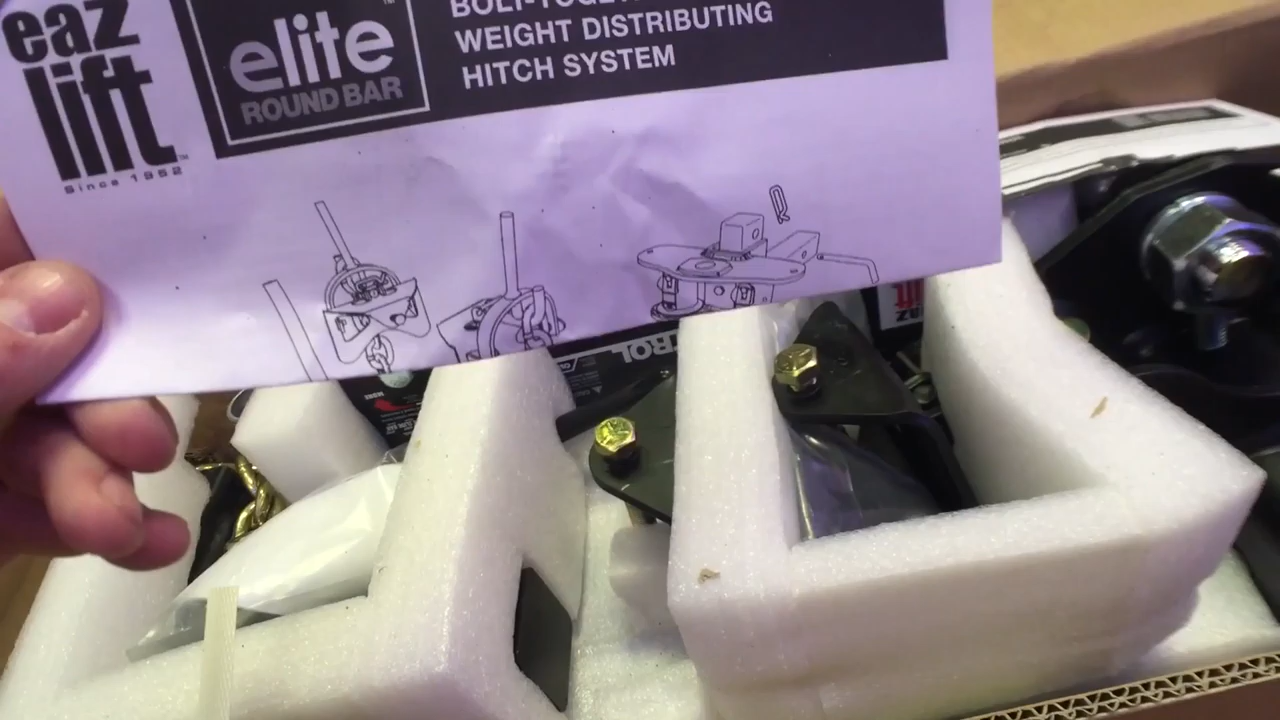 eaz
lift
Since 1952
elite
ROUND BAR
WEIGHT DISTRIBUTING
HITCH SYSTEM